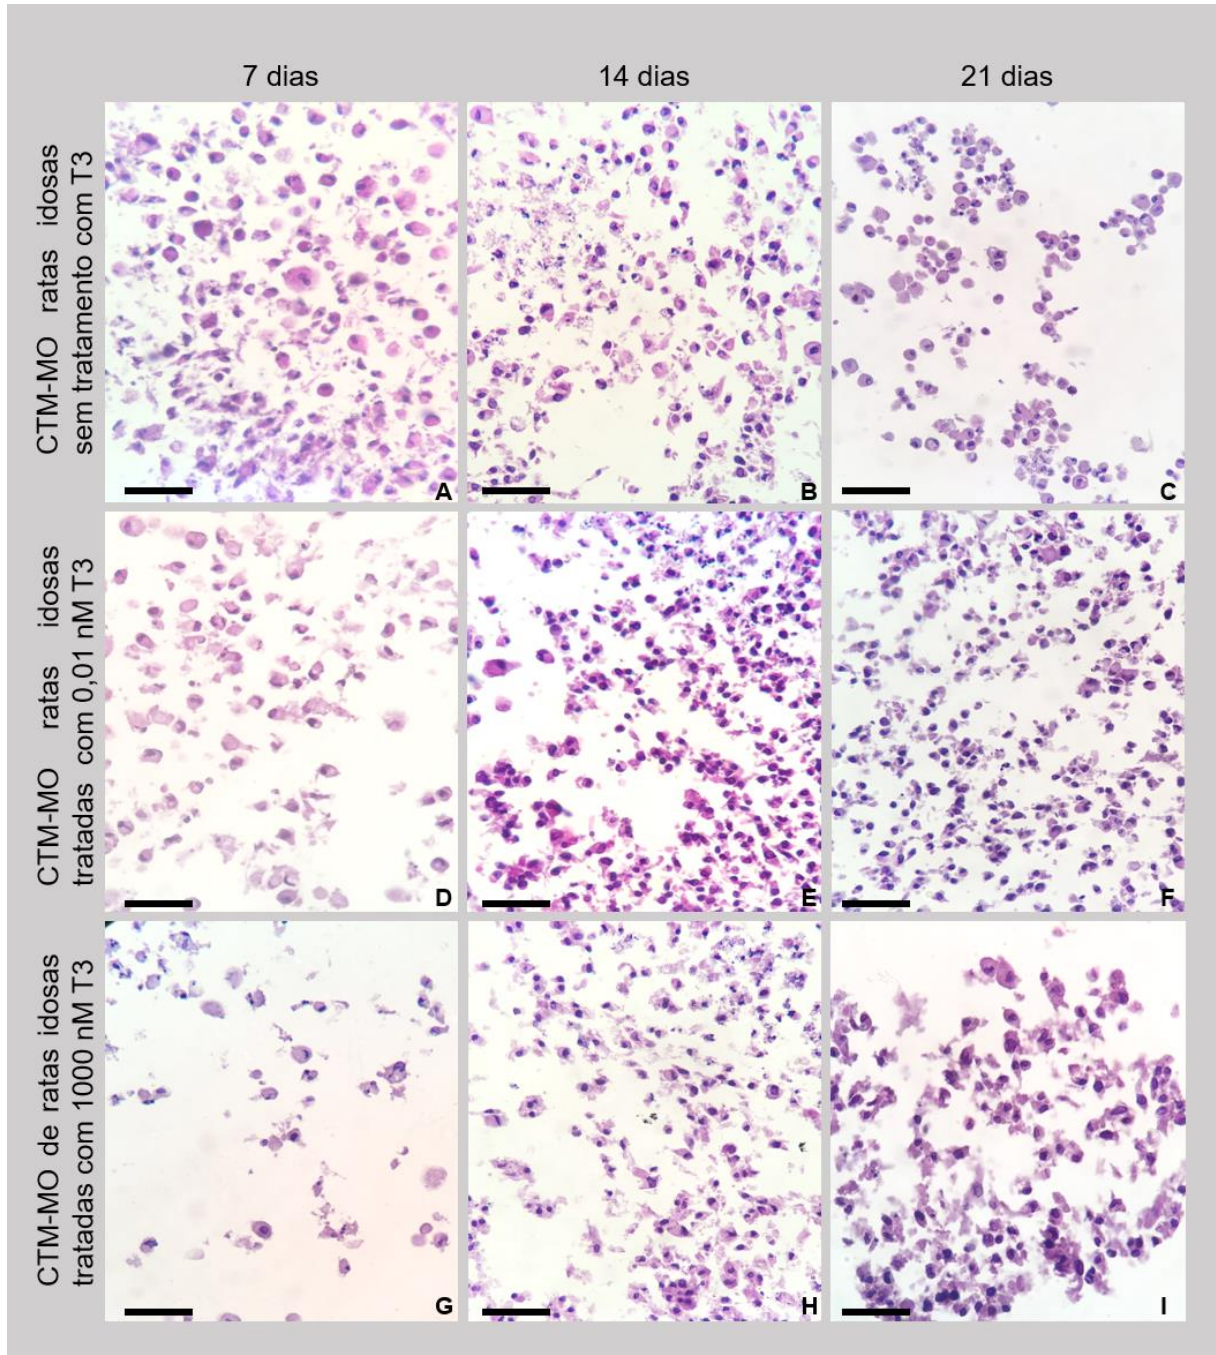 7 dias
14 dias
21 dias
CTM-MO ratas idosas
sem tratamento com T3
A
B
C
CTM-MO ratas idosas
tratadas com 0,01 nM T3
D
E
F
CTM-MO de ratas idosas
tratadas com 1000 nM T3
G
H
I